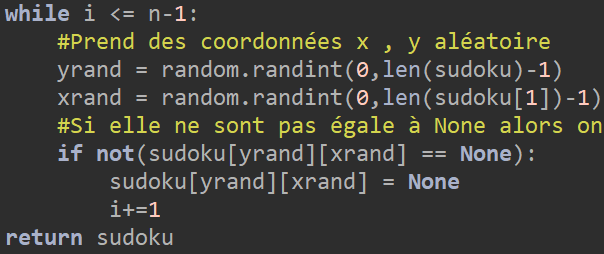 while i <= n-1:
#Prend des coordonnées x , y aléatoire
yrand = random.randint(0,len(sudoku)-1)
xrand = random.randint(0,len(sudoku[1])-1)
#Si elle ne sont pas égale à None alors on
if not(sudoku[yrand][xrand] == None):
sudoku[yrand][xrand] = None
i+=1
return sudoku